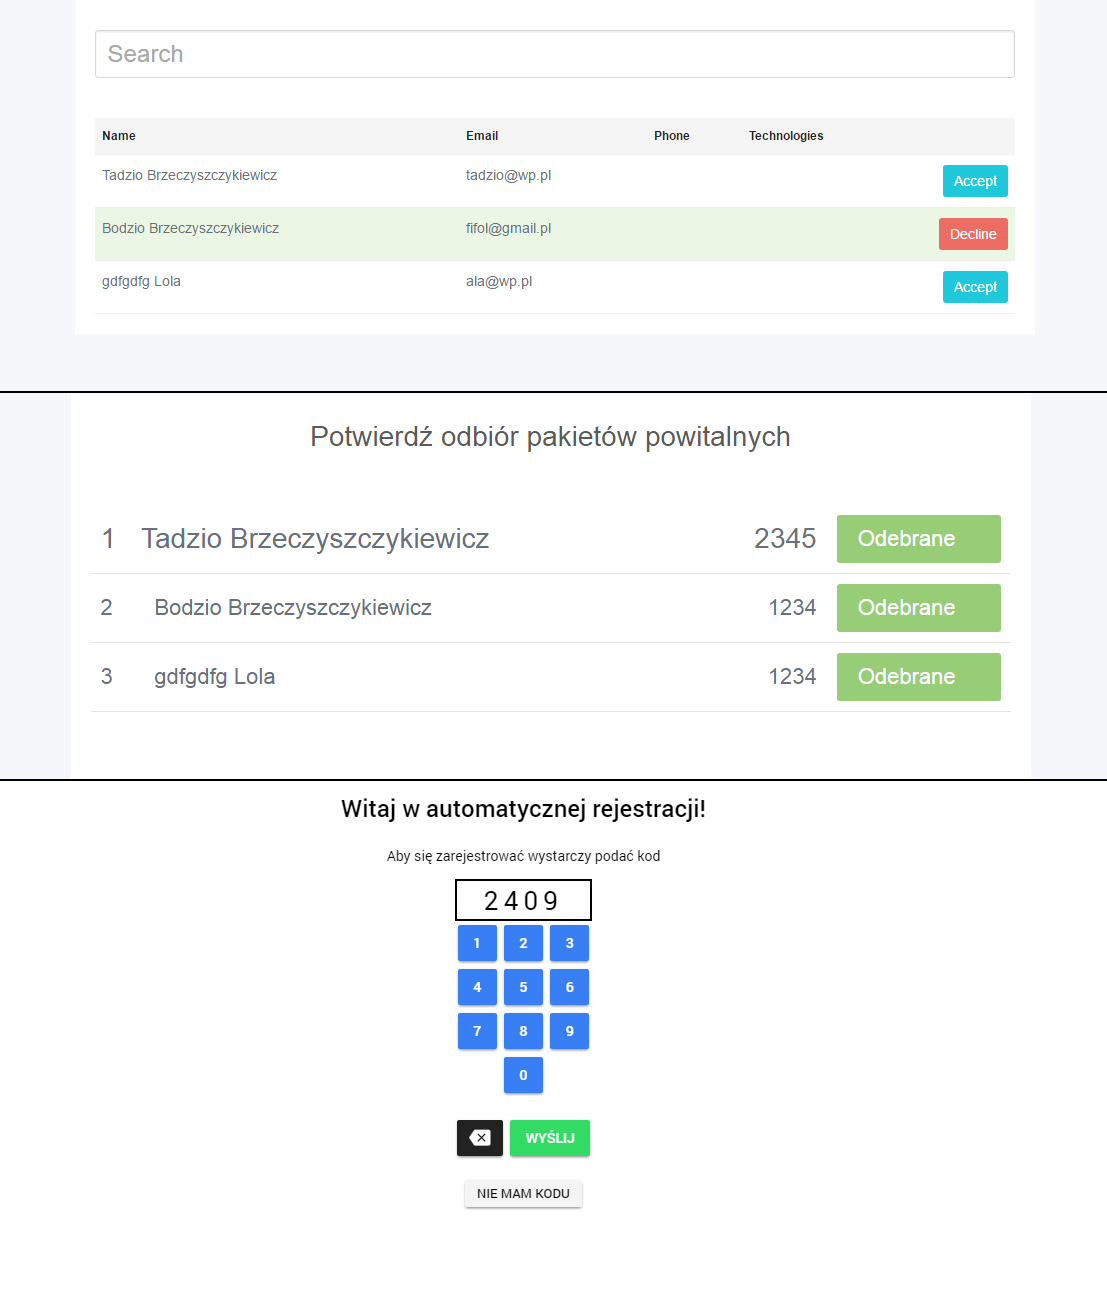 Search
Name Email Phone Technologies
Tadzio Brzeczyszczykiewicz tadzio@wp.pl Accept
Bodzio Brzeczyszczykiewicz fifol@gmail.pl Decline
gdfgdfg Lola ala@wp.pl Accept
Potwierdź odbiór pakietów powitalnych
1 Tadzio Brzeczyszczykiewicz 2345 Odebrane
2 Bodzio Brzeczyszczykiewicz 1234 Odebrane
3 gdfgdfg Lola 1234 Odebrane
Witaj w automatycznej rejestracji!
Aby się zarejestrować wystarczy podać kod
2409
1 2 3
4 5 6
7 8 9
0
WYŚLIJ
NIE MAM KODU